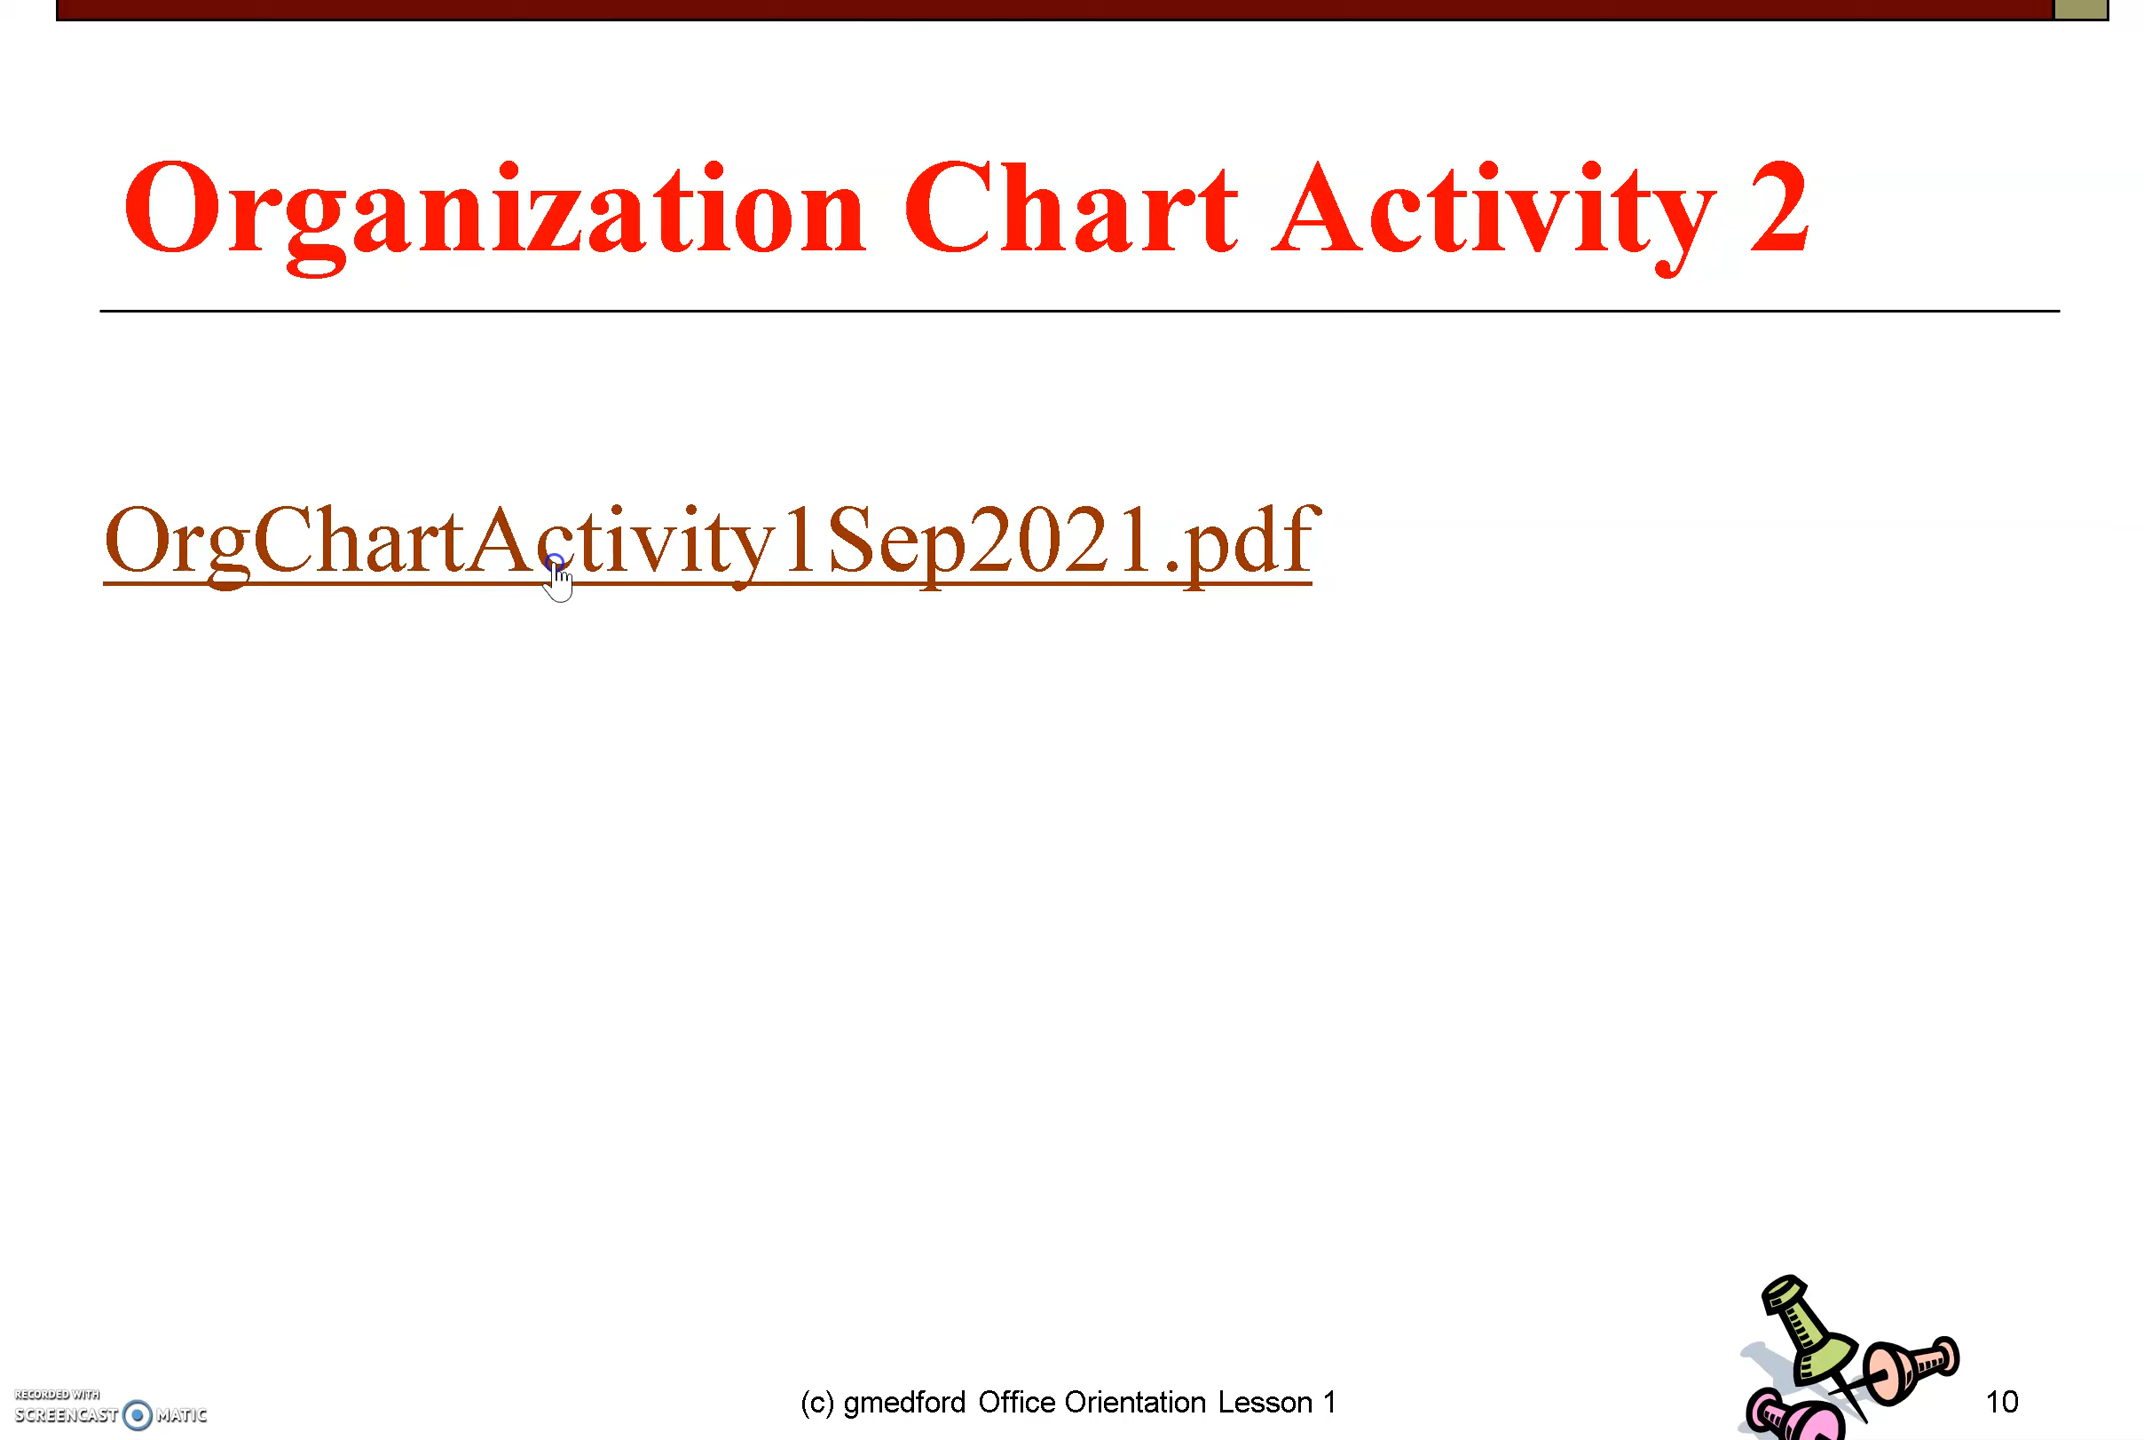 Organization Chart Activity 2
OrgChartActivity1Sep2021.pdf
RECORDED WITH
SCREENCAST MATIC
(c) gmedford Office Orientation Lesson 1
10